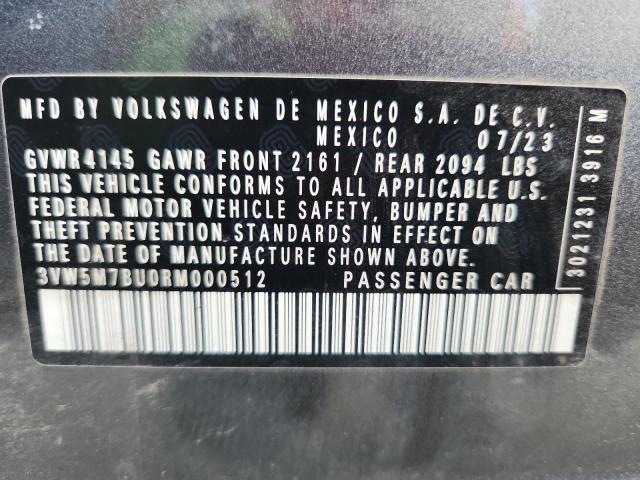 MFD BY VOLKSWAGEN DE MEXICO S.A. DE C.V.
MEXICO 07/23
GVWR4145 GAWR FRONT 2161 / REAR 2094 LBS
THIS VEHICLE CONFORMS TO ALL APPLICABLE U.S.
FEDERAL MOTOR VEHICLE SAFETY, BUMPER AND
THEFT PREVENTION STANDARDS IN EFFECT ON
THE DATE OF MANUFACTURE SHOWN ABOVE.
3VW5M7BU0RM000512 PASSENGER CAR
3021231 3916 M